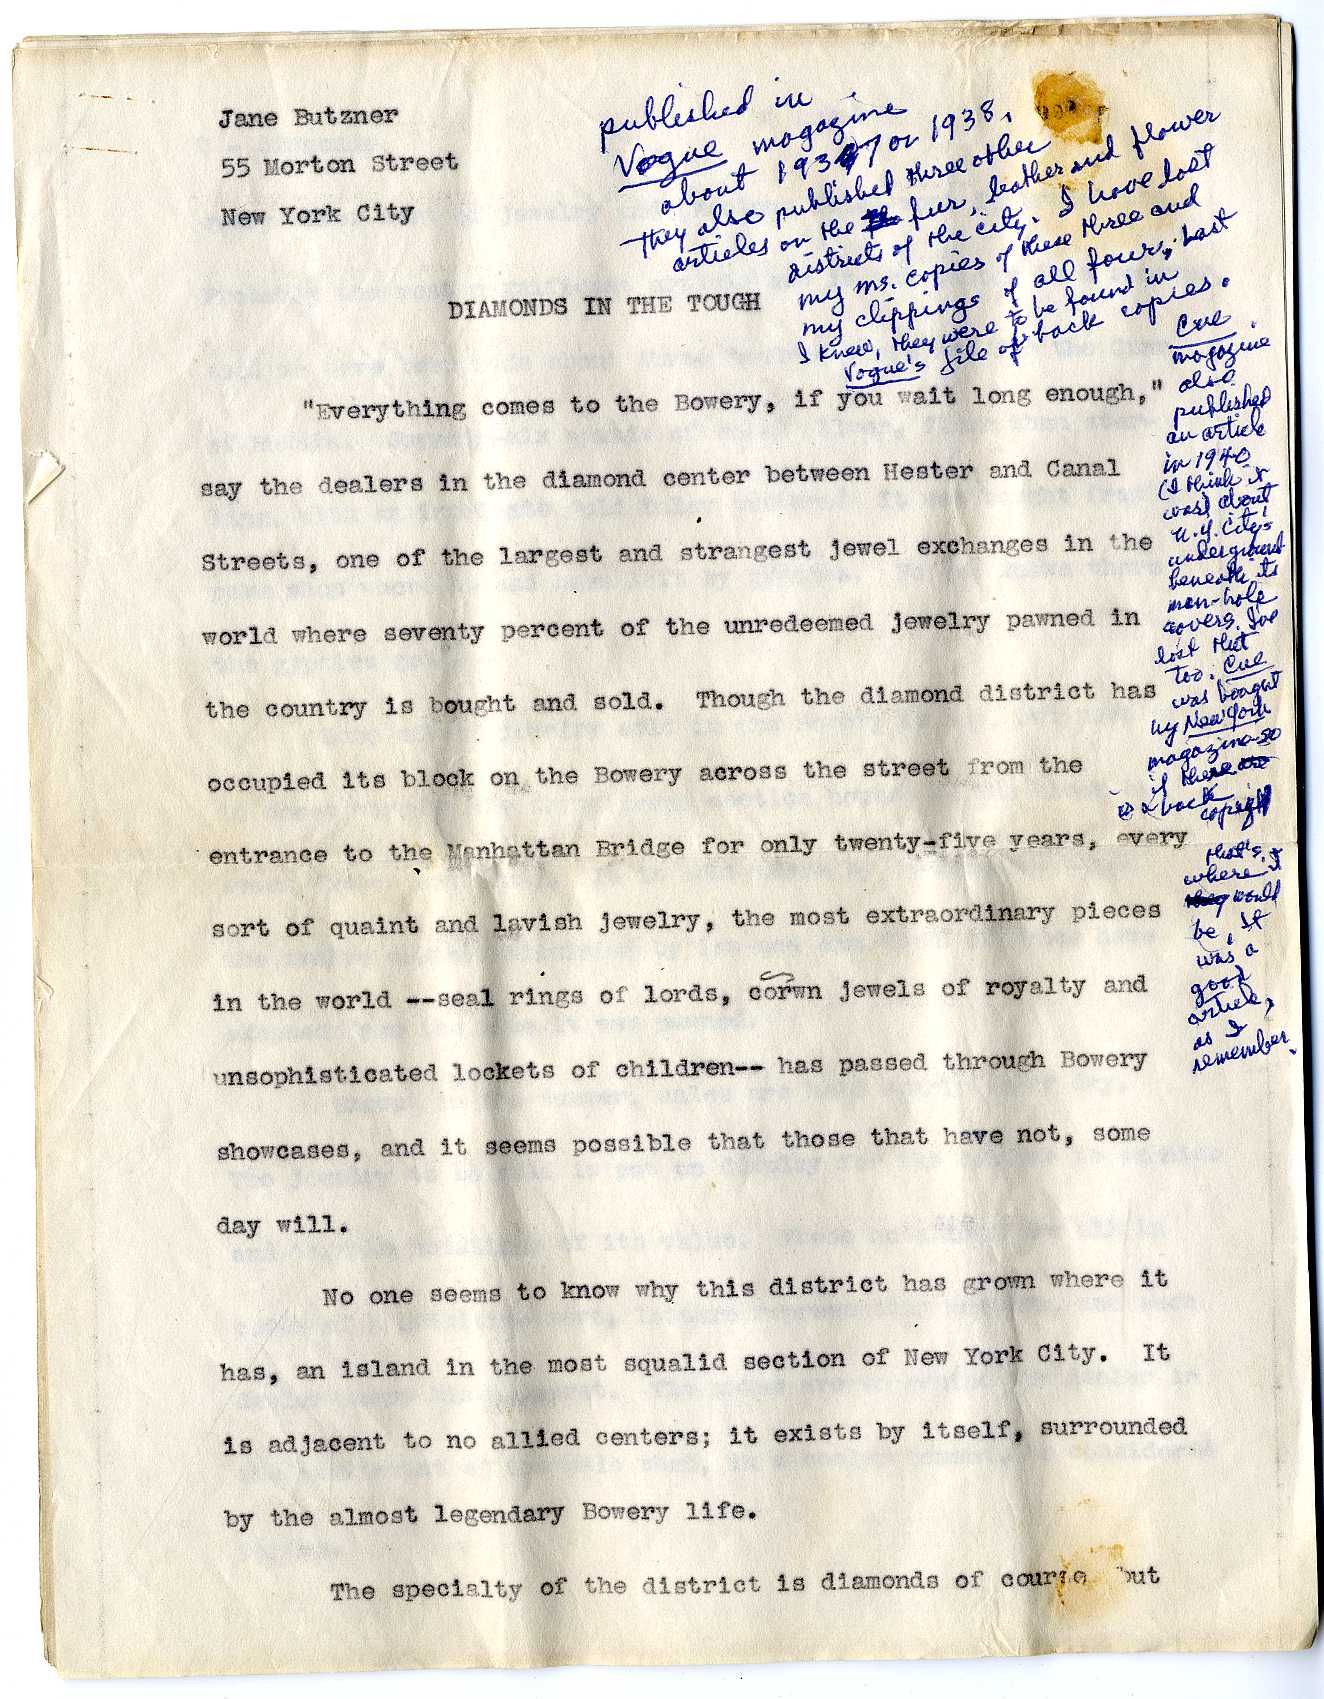 Jane Butzner
55 Morton Street
New York City
published in
Vogue magazine
about 1937 or 1938.
They also published three other
articles on the fur, leather and flower
districts of the city. I have lost
my ms. copies of these three and
my clippings of all four. Last
I knew, they were to be found in
Vogue's file of back copies.
Cue
magazine
also
published
an article
in 1940
(I think it
was) about
N.Y. City's
underground
beneath its
man-hole
covers. I've
lost that
too. Cue
was bought
by New York
magazine so
if there
back
that's
where it
they would
be. It
was a
good
article,
as I
remember.
DIAMONDS IN THE TOUGH
"Everything comes to the Bowery, if you wait long enough,"
say the dealers in the diamond center between Hester and Canal
Streets, one of the largest and strangest jewel exchanges in the
world where seventy percent of the unredeemed jewelry pawned in
the country is bought and sold.  Though the diamond district has
occupied its block on the Bowery across the street from the
entrance to the Manhattan Bridge for only twenty-five years, every
sort of quaint and lavish jewelry, the most extraordinary pieces
in the world --seal rings of lords, corwn jewels of royalty and
unsophisticated lockets of children-- has passed through Bowery
showcases, and it seems possible that those that have not, some
day will.
No one seems to know why this district has grown where it
has, an island in the most squalid section of New York City.  It
is adjacent to no allied centers; it exists by itself, surrounded
by the almost legendary Bowery life.
The specialty of the district is diamonds of course but